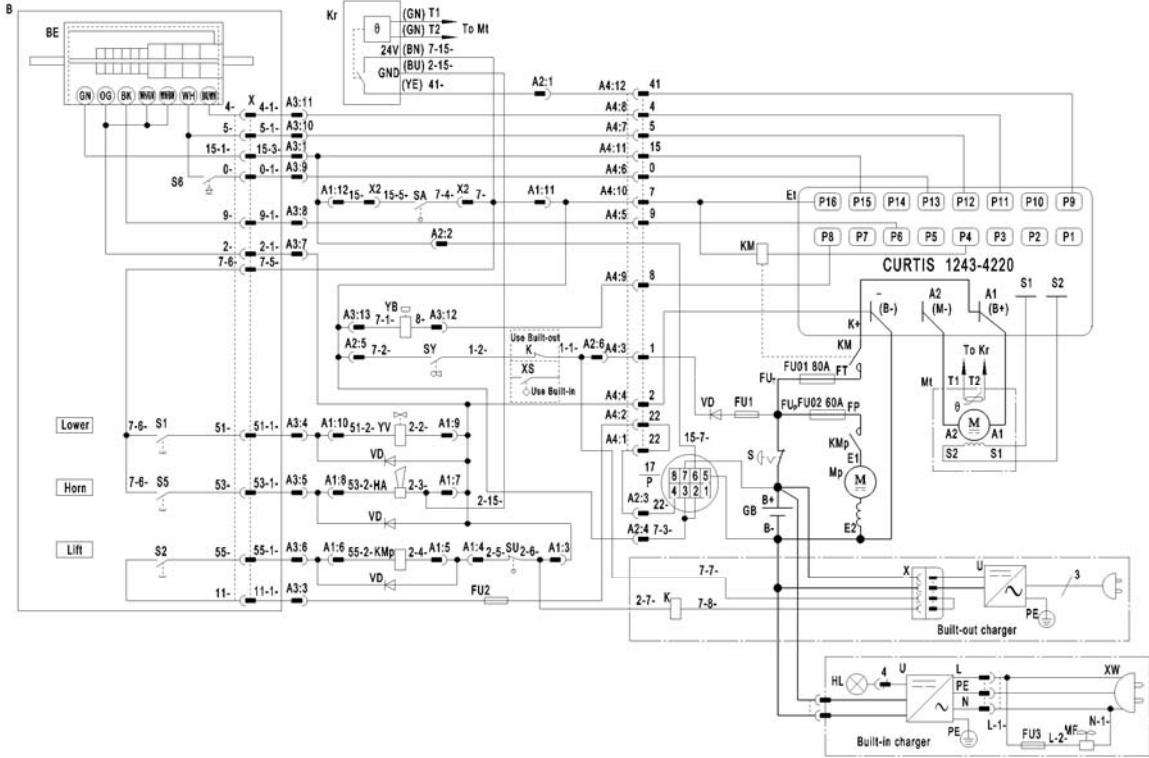 B
BE
GN OG BK WH BU/WH
X
4- 4-1- A3:11
5- 5-1- A3:10
15-1- 15-3- A3:1
S6 0- 0-1- A3:9
9- 9-1- A3:8
2- 2-1- A3:7
7-6- 7-5-
Kr
θ
(GN) T1
(GN) T2
To Mt
24V (BN) 7-15-
(BU) 2-15-
GND
(YE) 41-
A2:1
A4:12 41
A4:8 4
A4:7 5
A4:11 15
A4:6 0
A4:10 7
A4:5 9
A1:12 15- X2 15-5- SA 7-4- X2 7- A1:11
A2:2
A4:9 8
A3:13 7-1- YB 8- A3:12
A2:5 7-2- SY 1-2-
Use Built-out
K
XS
Use Built-in
1-1- A2:6 A4:3 1
A4:4 2
A4:2 22
A4:1 22
Et
P16 P15 P14 P13 P12 P11 P10 P9
P8 P7 P6 P5 P4 P3 P2 P1
CURTIS 1243-4220
KM
- (B-)
A2 (M-)
A1 (B+)
S1 S2
K+
KM
FT
FU01 80A
FU02 60A
FP
VD FU1
To Kr
Mt T1 T2
θ
M
A2 A1
S2 S1
S
KMp
E1
Mp
M
E2
B+
GB
B-
15-7-
17
P
8 7 6 5
4 3 2 1
A2:3 22-
A2:4 7-3-
Lower
7-6- S1 51- 51-1- A3:4 A1:10 51-2- YV 2-2- A1:9
VD
Horn
7-6- S5 53- 53-1- A3:5 A1:8 53-2- HA 2-3- A1:7
2-15-
VD
Lift
S2 55- 55-1- A3:6 A1:6 55-2- KMp 2-4- A1:5 A1:4 2-5- SU 2-6- A1:3
VD
11- 11-1- A3:3 FU2
2-7- K 7-8-
7-7-
X U 3
PE
Built-out charger
HL 4 U L XW
PE
N
L-1- N-1-
PE
FU3 L-2- MF
Built-in charger